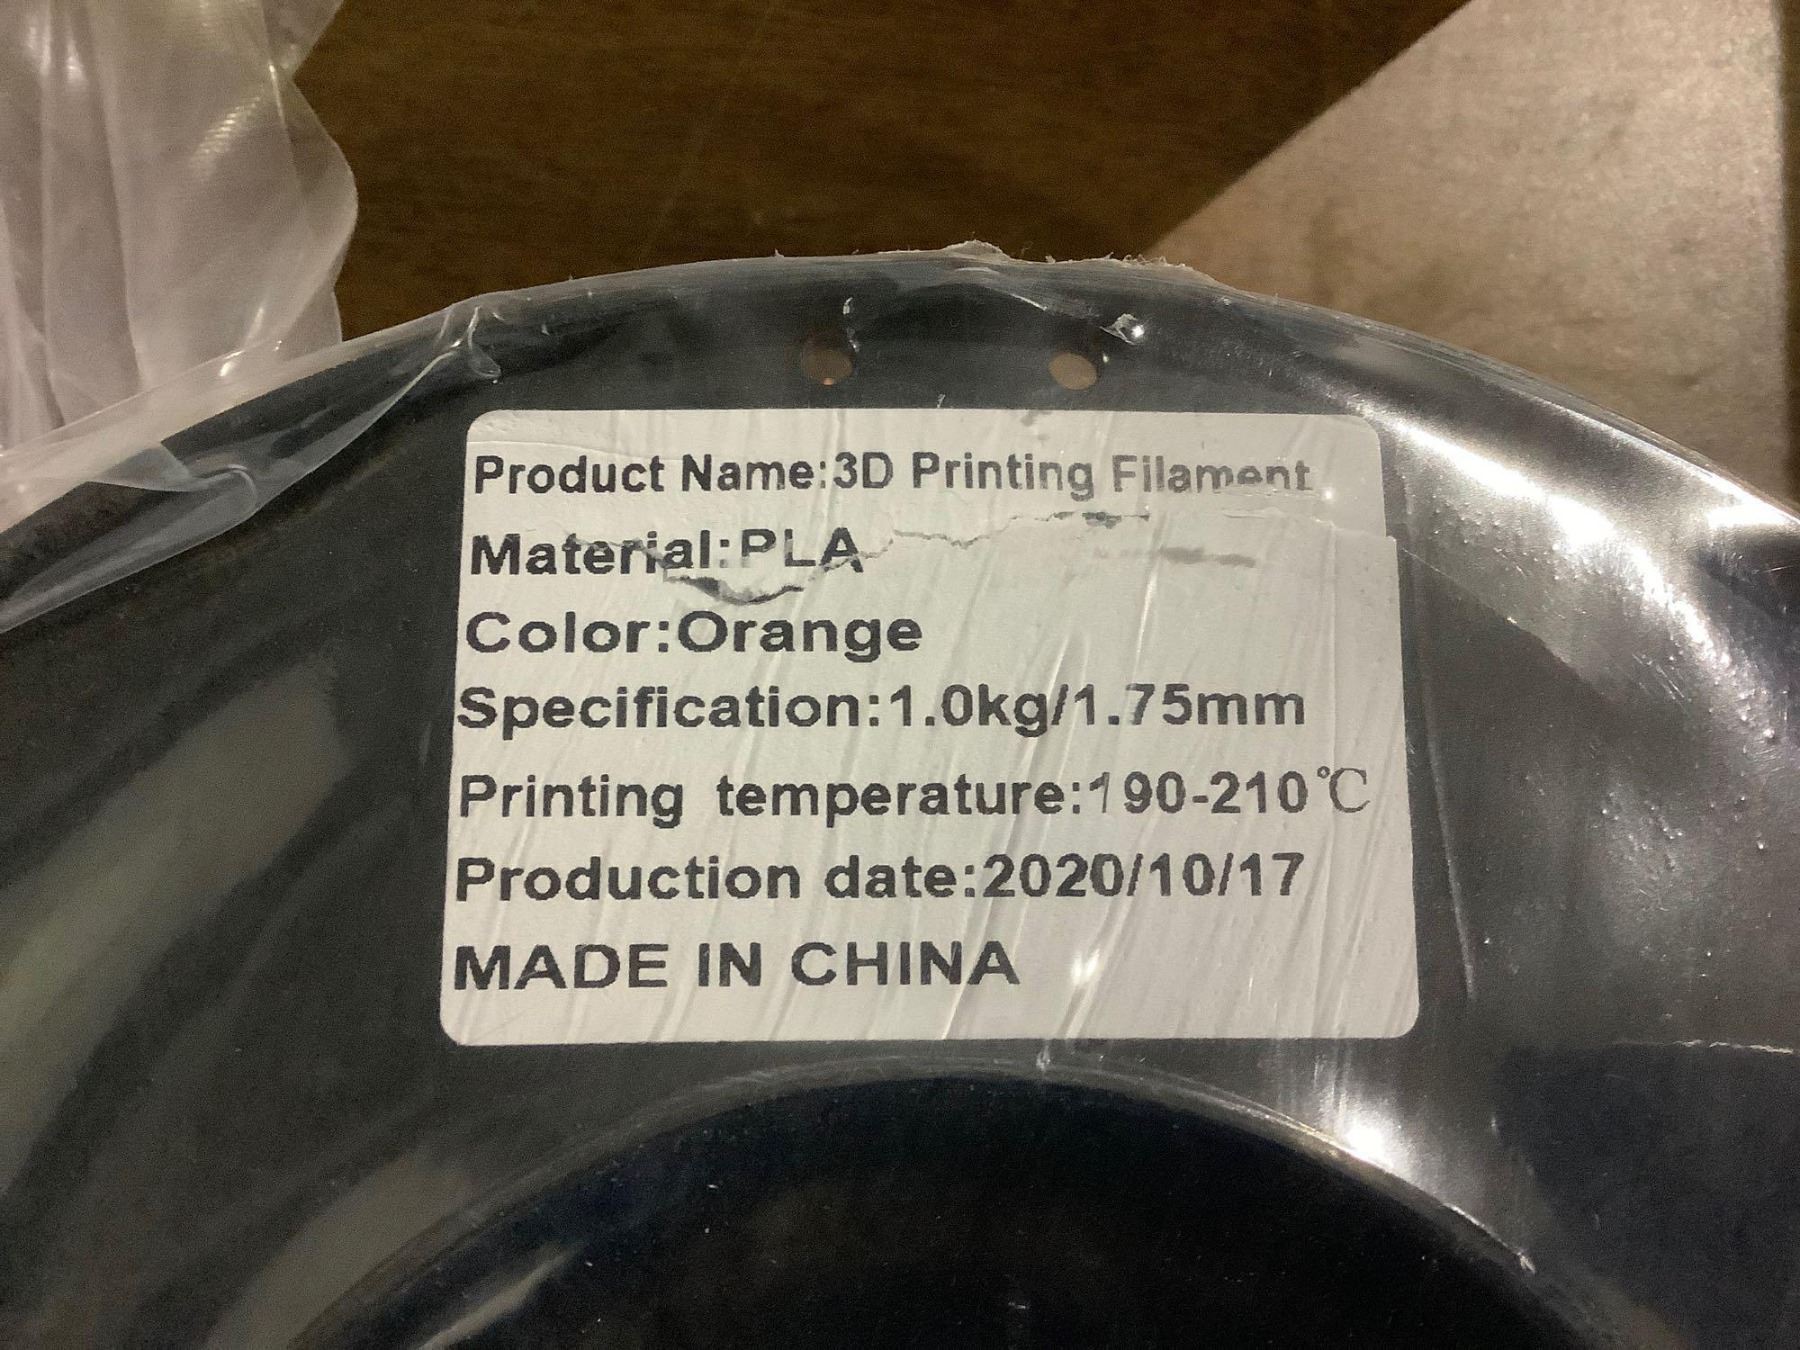 Product Name:3D Printing Filament
Material:PLA
Color:Orange
Specification:1.0kg/1.75mm
Printing temperature:190-210℃
Production date:2020/10/17
MADE IN CHINA